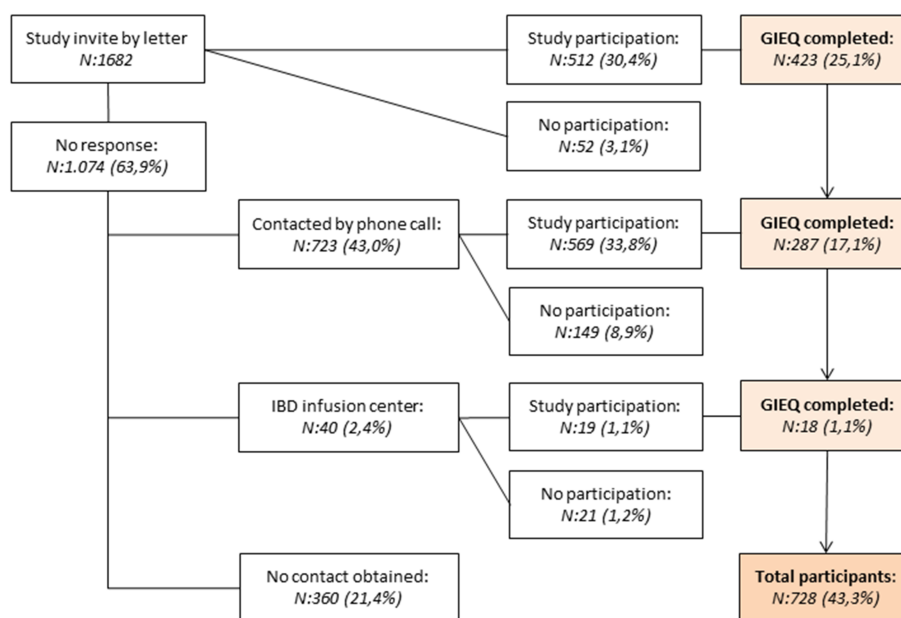 Study invite by letter
N:1682
Study participation:
N:512 (30,4%)
GIEQ completed:
N:423 (25,1%)
No participation:
N:52 (3,1%)
No response:
N:1.074 (63,9%)
Contacted by phone call:
N:723 (43,0%)
Study participation:
N:569 (33,8%)
GIEQ completed:
N:287 (17,1%)
No participation:
N:149 (8,9%)
IBD infusion center:
N:40 (2,4%)
Study participation:
N:19 (1,1%)
GIEQ completed:
N:18 (1,1%)
No participation:
N:21 (1,2%)
No contact obtained:
N:360 (21,4%)
Total participants:
N:728 (43,3%)